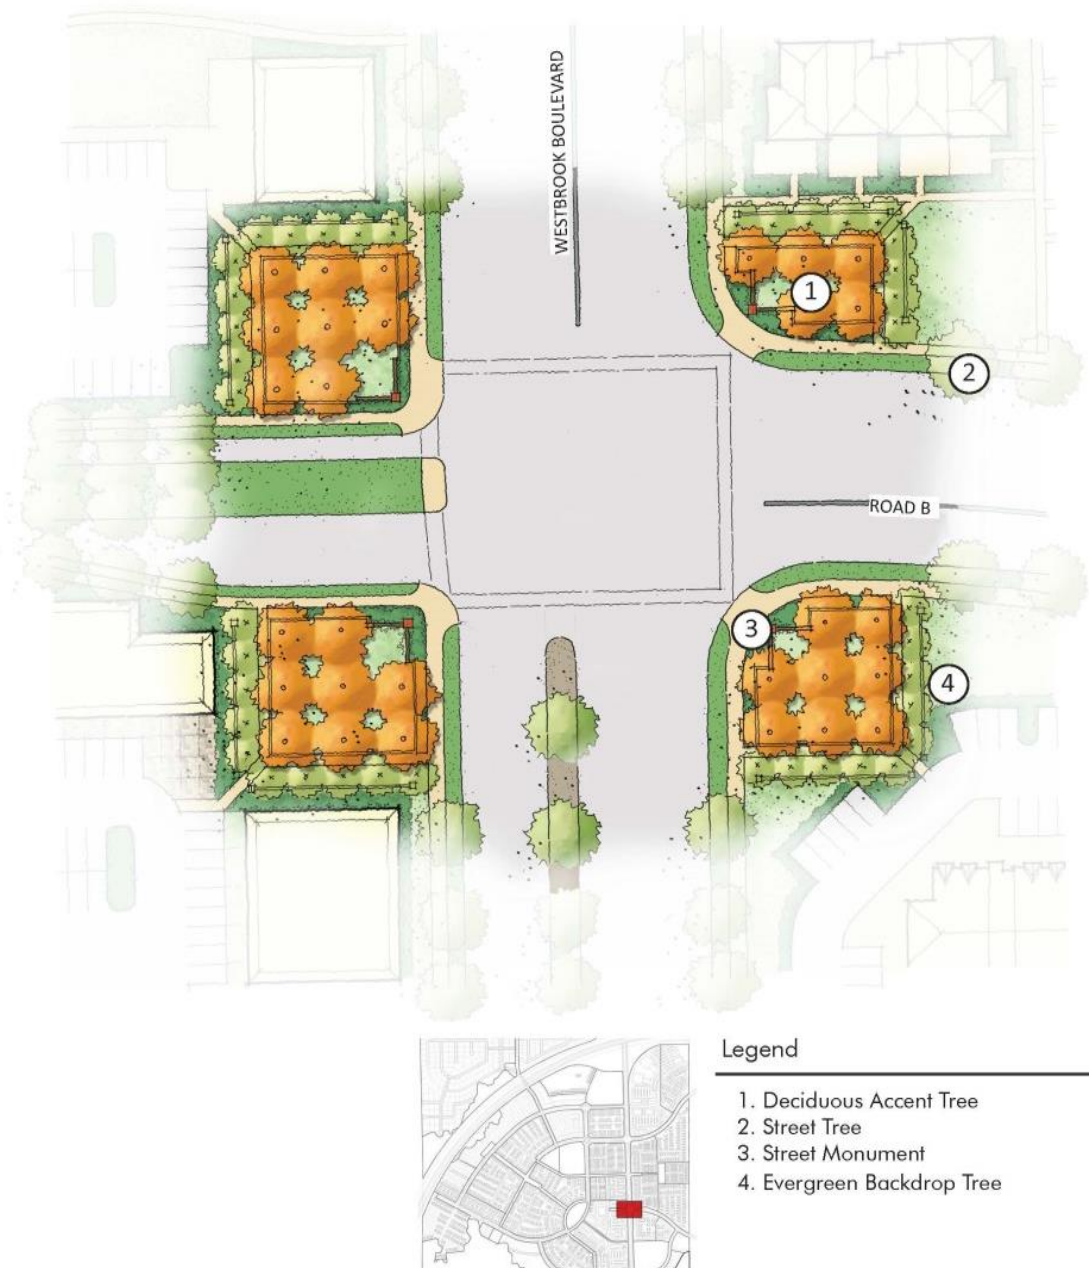 WESTBROOK BOULEVARD
1
2
ROAD B
3
4
Legend
1. Deciduous Accent Tree
2. Street Tree
3. Street Monument
4. Evergreen Backdrop Tree